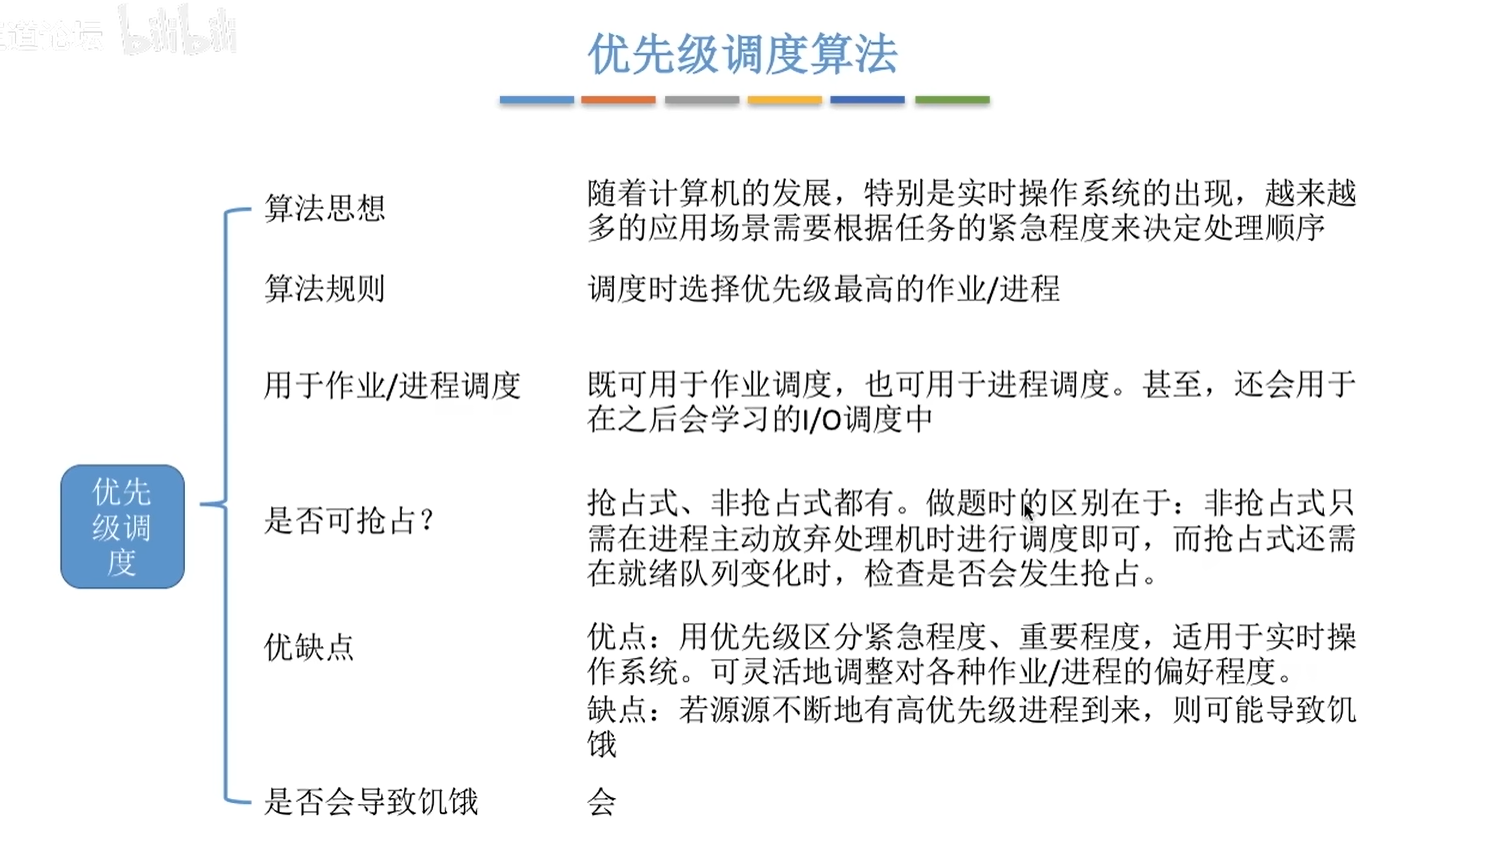 道论坛 bilibili
优先级调度算法
算法思想
随着计算机的发展，特别是实时操作系统的出现，越来越
多的应用场景需要根据任务的紧急程度来决定处理顺序
算法规则
调度时选择优先级最高的作业/进程
用于作业/进程调度
既可用于作业调度，也可用于进程调度。甚至，还会用于
在之后会学习的I/O调度中
优先
级调
度
是否可抢占？
抢占式、非抢占式都有。做题时的区别在于：非抢占式只
需在进程主动放弃处理机时进行调度即可，而抢占式还需
在就绪队列变化时，检查是否会发生抢占。
优缺点
优点：用优先级区分紧急程度、重要程度，适用于实时操
作系统。可灵活地调整对各种作业/进程的偏好程度。
缺点：若源源不断地有高优先级进程到来，则可能导致饥
饿
是否会导致饥饿
会